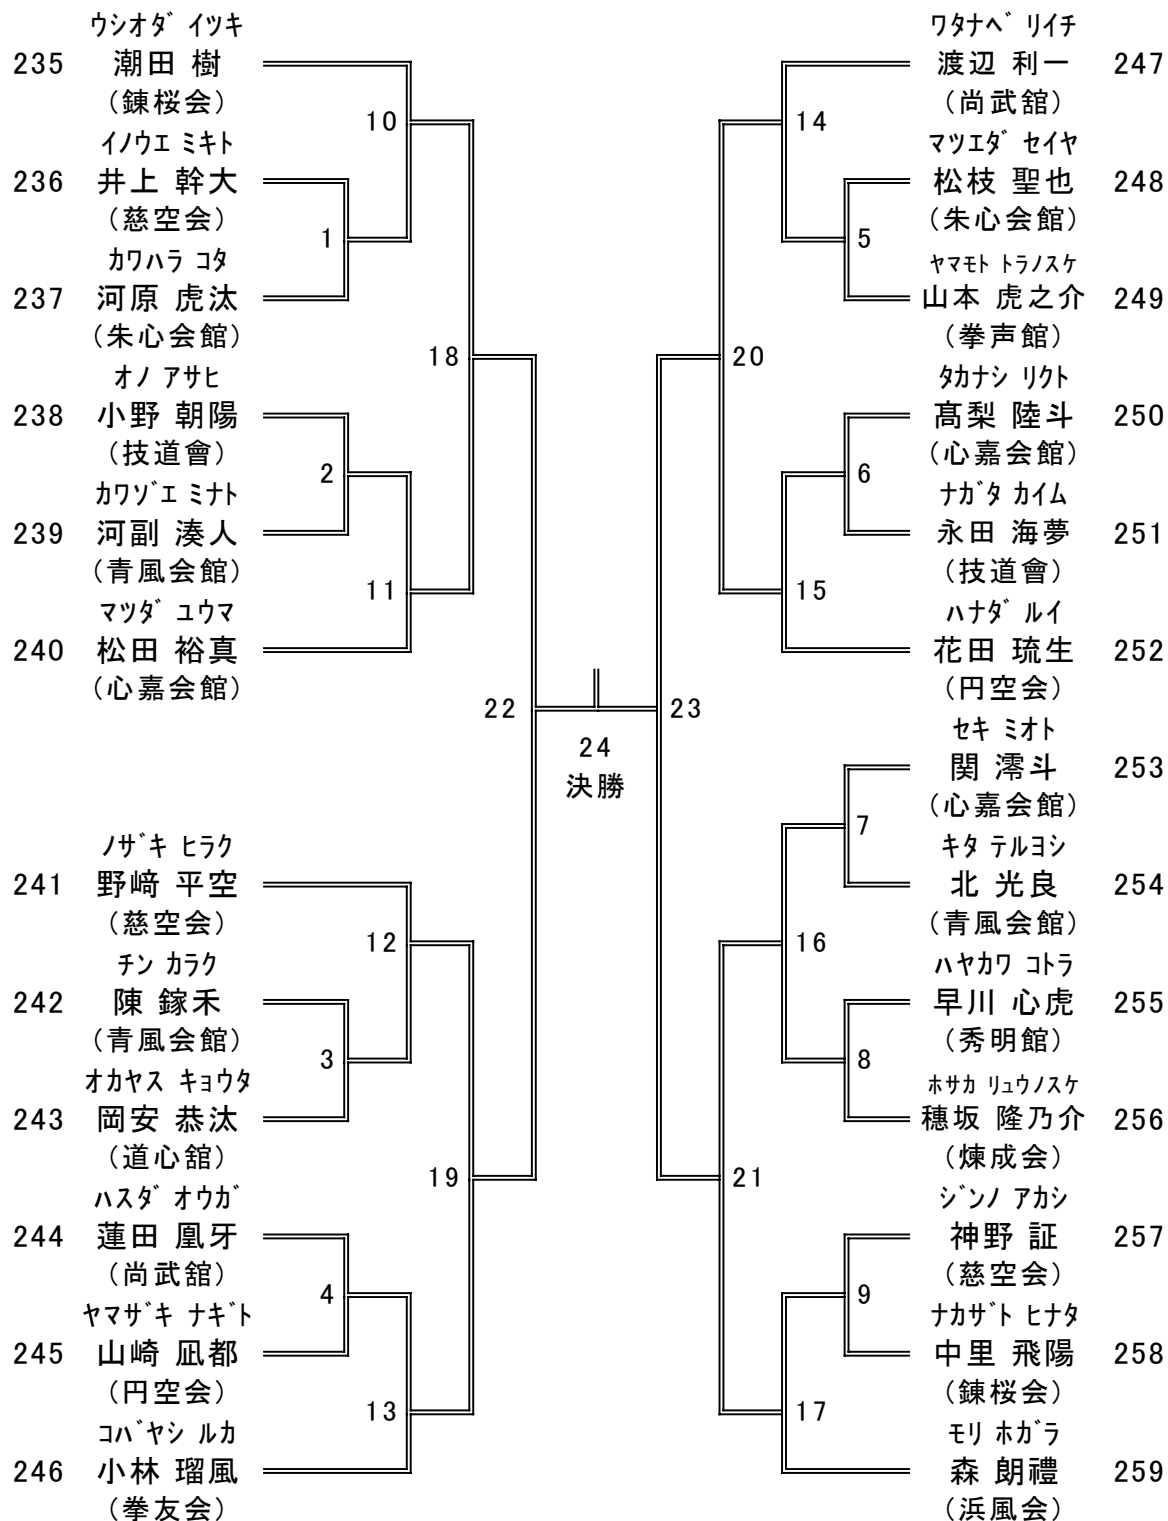 ウシオダ イツキ
235 潮田 樹
（錬桜会）
10
イノウエ ミキト
236 井上 幹大
（慈空会）
1
カワハラ コタ
237 河原 虎汰
（朱心会館）
18
オノ アサヒ
238 小野 朝陽
（技道會）
2
カワゾエ ミナト
239 河副 湊人
（青風会館）
11
マツダ ユウマ
240 松田 裕真
（心嘉会館）
22
ノザキ ヒラク
241 野﨑 平空
（慈空会）
12
チン カラク
242 陳 鎵禾
（青風会館）
3
オカヤス キョウタ
243 岡安 恭汰
（道心舘）
19
ハスダ オウガ
244 蓮田 凰牙
（尚武舘）
4
ヤマザキ ナギト
245 山崎 凪都
（円空会）
13
コバヤシ ルカ
246 小林 瑠風
（拳友会）
24
決勝
ワタナベ リイチ
渡辺 利一 247
（尚武舘）
14
マツエダ セイヤ
松枝 聖也 248
（朱心会館）
5
ヤマモト トラノスケ
山本 虎之介 249
（拳声館）
20
タカナシ リクト
髙梨 陸斗 250
（心嘉会館）
6
ナガタ カイム
永田 海夢 251
（技道會）
15
ハナダ ルイ
花田 琉生 252
（円空会）
23
セキ ミオト
関 澪斗 253
（心嘉会館）
7
キタ テルヨシ
北 光良 254
（青風会館）
16
ハヤカワ コトラ
早川 心虎 255
（秀明館）
8
ホサカ リュウノスケ
穗坂 隆乃介 256
（煉成会）
21
ジンノ アカシ
神野 証 257
（慈空会）
9
ナカザト ヒナタ
中里 飛陽 258
（錬桜会）
17
モリ ホガラ
森 朗禮 259
（浜風会）